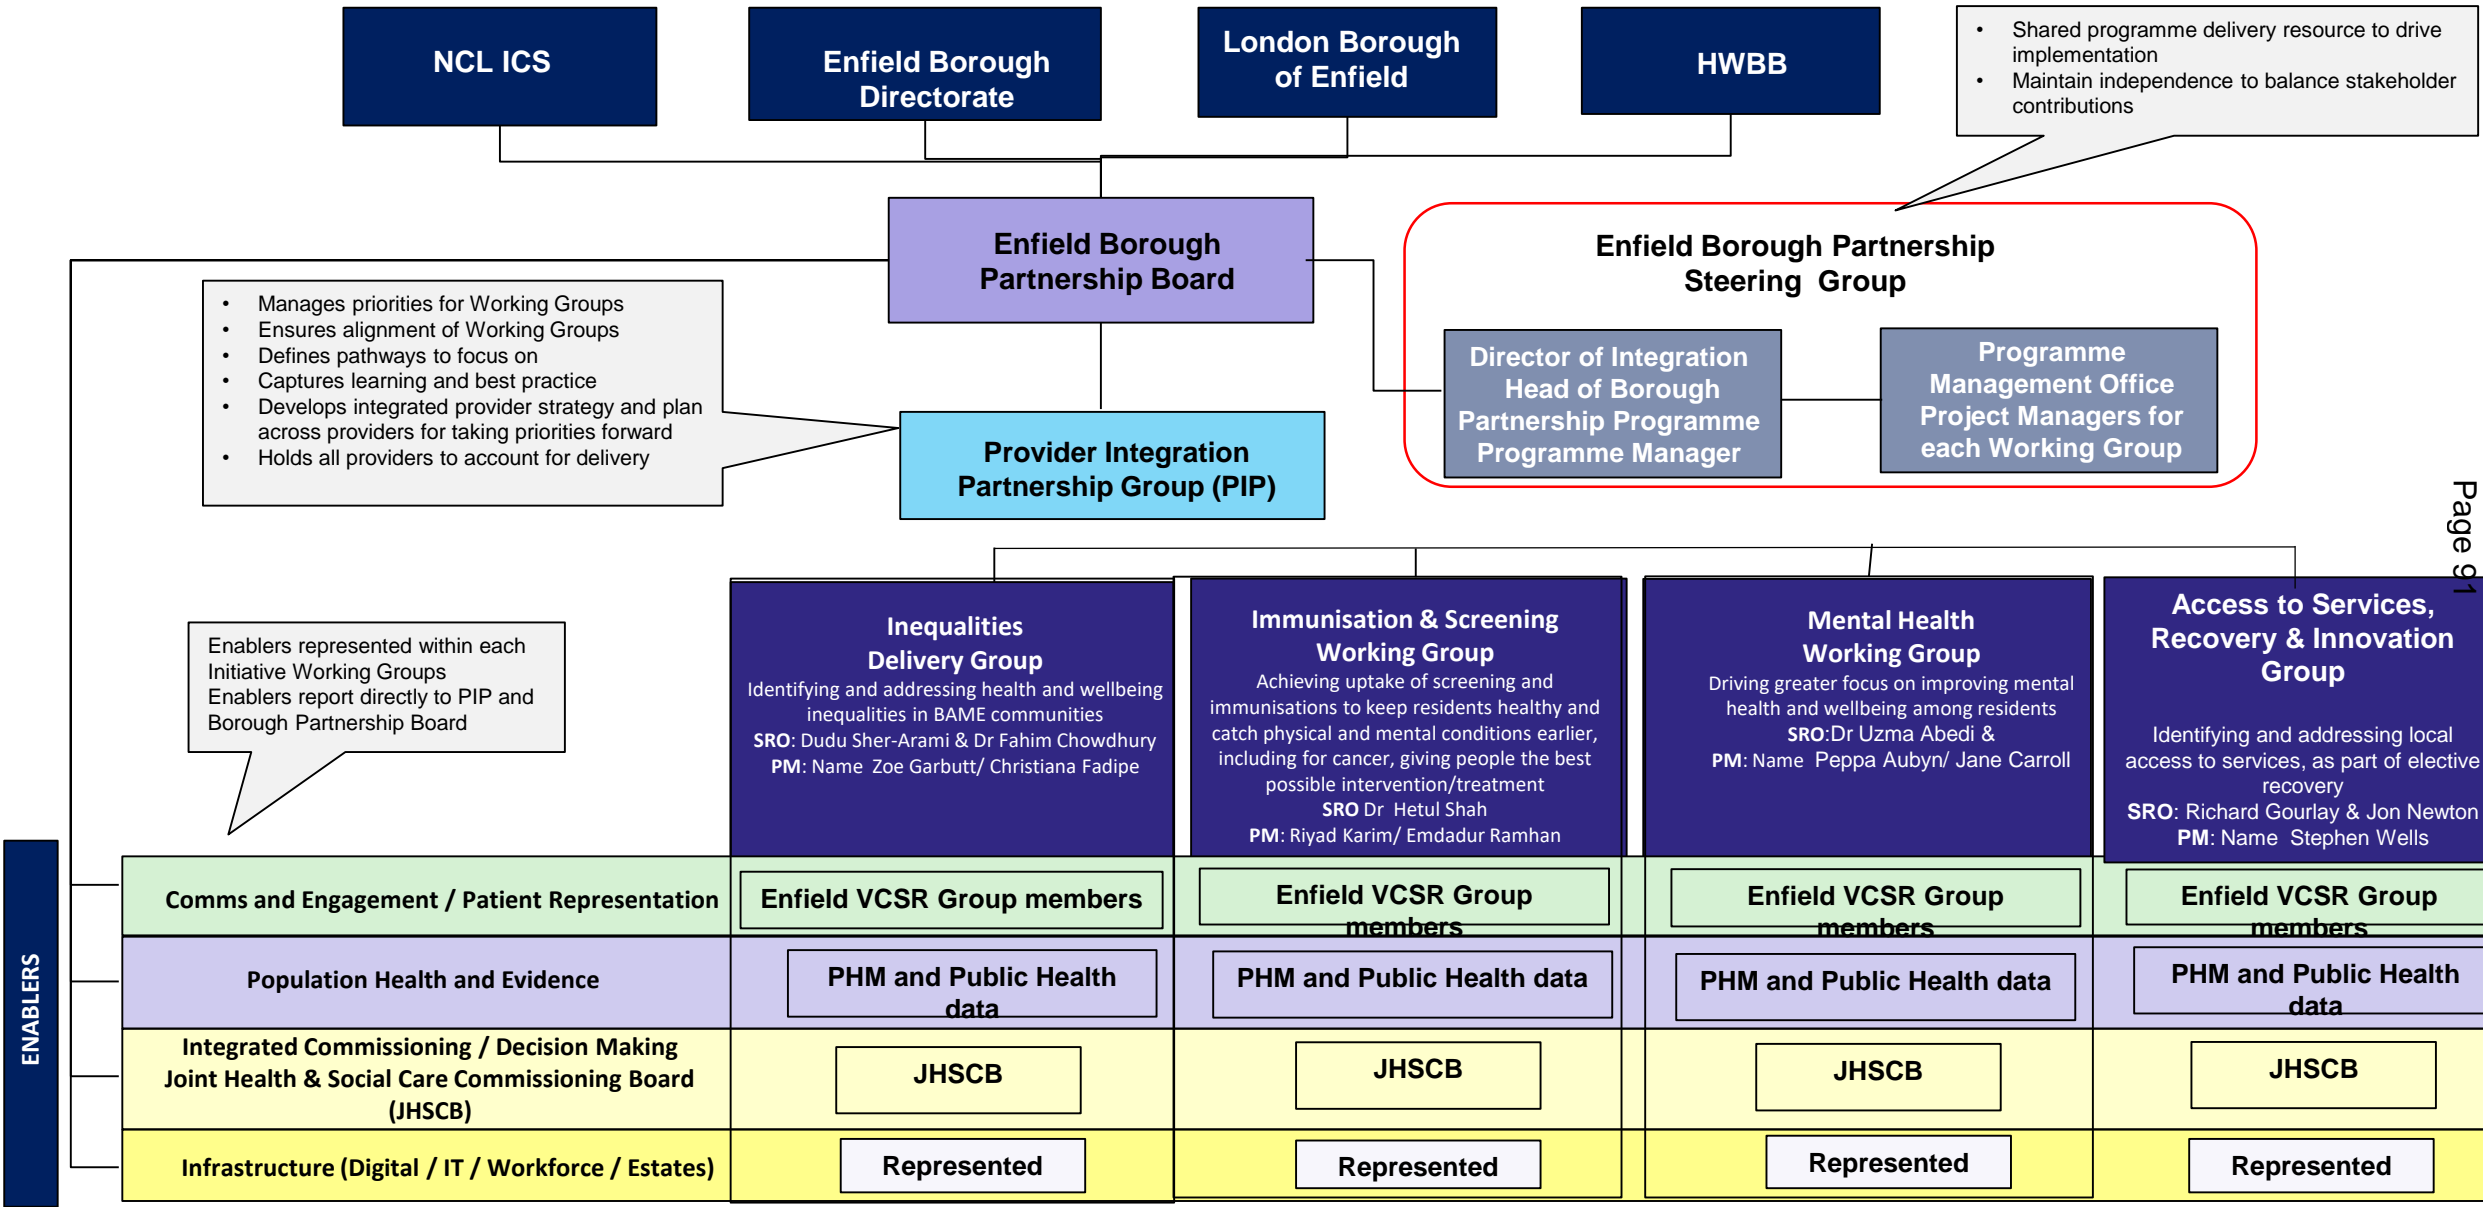 NCL ICS
Enfield Borough
Directorate
London Borough
of Enfield
HWBB
• Shared programme delivery resource to drive
implementation
• Maintain independence to balance stakeholder
contributions
Enfield Borough
Partnership Board
Enfield Borough Partnership
Steering Group
Director of Integration
Head of Borough
Partnership Programme
Programme Manager
Programme
Management Office
Project Managers for
each Working Group
• Manages priorities for Working Groups
• Ensures alignment of Working Groups
• Defines pathways to focus on
• Captures learning and best practice
• Develops integrated provider strategy and plan
across providers for taking priorities forward
• Holds all providers to account for delivery
Provider Integration
Partnership Group (PIP)
Page 91
Enablers represented within each
Initiative Working Groups
Enablers report directly to PIP and
Borough Partnership Board
Inequalities
Delivery Group
Identifying and addressing health and wellbeing
inequalities in BAME communities
SRO: Dudu Sher-Arami & Dr Fahim Chowdhury
PM: Name Zoe Garbutt/ Christiana Fadipe
Immunisation & Screening
Working Group
Achieving uptake of screening and
immunisations to keep residents healthy and
catch physical and mental conditions earlier,
including for cancer, giving people the best
possible intervention/treatment
SRO Dr Hetul Shah
PM: Riyad Karim/ Emdadur Ramhan
Mental Health
Working Group
Driving greater focus on improving mental
health and wellbeing among residents
SRO:Dr Uzma Abedi &
PM: Name Peppa Aubyn/ Jane Carroll
Access to Services,
Recovery & Innovation
Group
Identifying and addressing local
access to services, as part of elective
recovery
SRO: Richard Gourlay & Jon Newton
PM: Name Stephen Wells
ENABLERS
Comms and Engagement / Patient Representation
Enfield VCSR Group members
Enfield VCSR Group
members
Enfield VCSR Group
members
Enfield VCSR Group
members
Population Health and Evidence
PHM and Public Health
data
PHM and Public Health data
PHM and Public Health data
PHM and Public Health
data
Integrated Commissioning / Decision Making
Joint Health & Social Care Commissioning Board
(JHSCB)
JHSCB
JHSCB
JHSCB
JHSCB
Infrastructure (Digital / IT / Workforce / Estates)
Represented
Represented
Represented
Represented